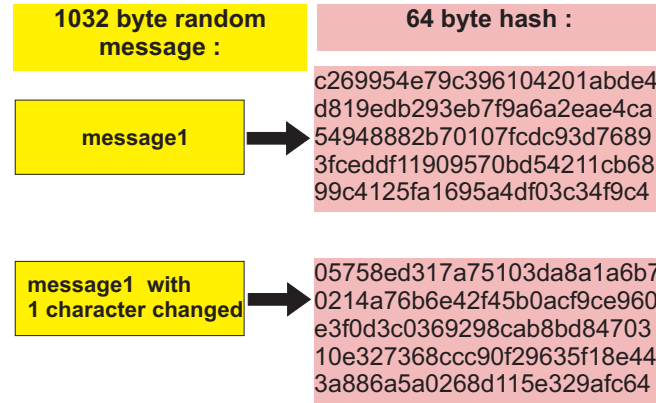 1032 byte random
message :
64 byte hash :
message1
c269954e79c396104201abde4
d819edb293eb7f9a6a2eae4ca
54948882b70107fcdc93d7689
3fceddf11909570bd54211cb68
99c4125fa1695a4df03c34f9c4
message1 with
1 character changed
05758ed317a75103da8a1a6b7
0214a76b6e42f45b0acf9ce960
e3f0d3c0369298cab8bd84703
10e327368ccc90f29635f18e44
3a886a5a0268d115e329afc64